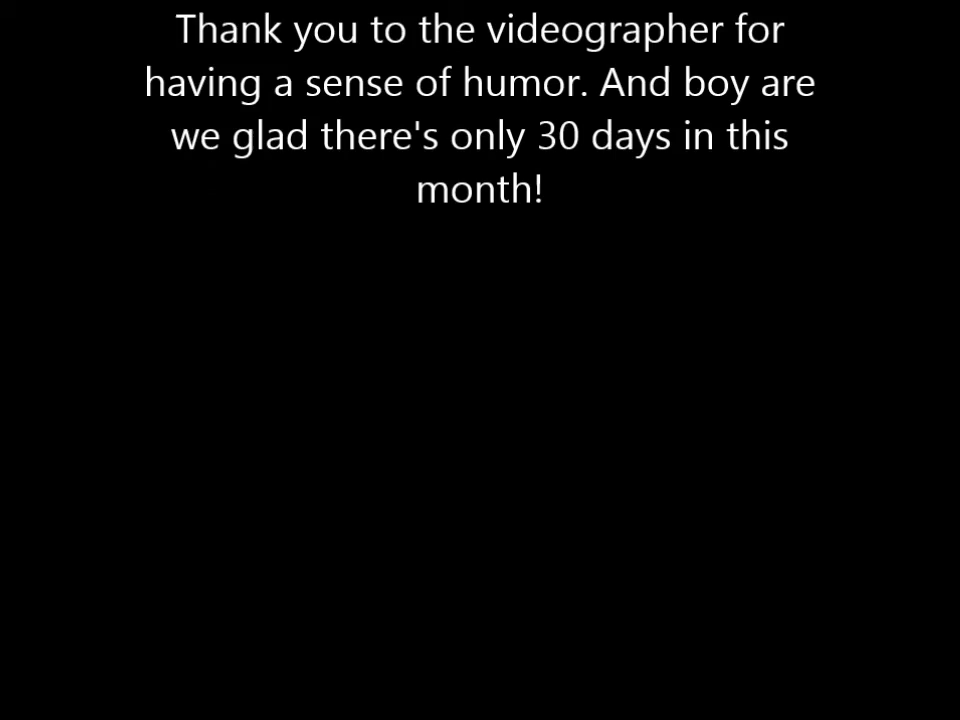 Thank you to the videographer for
having a sense of humor. And boy are
we glad there's only 30 days in this
month!